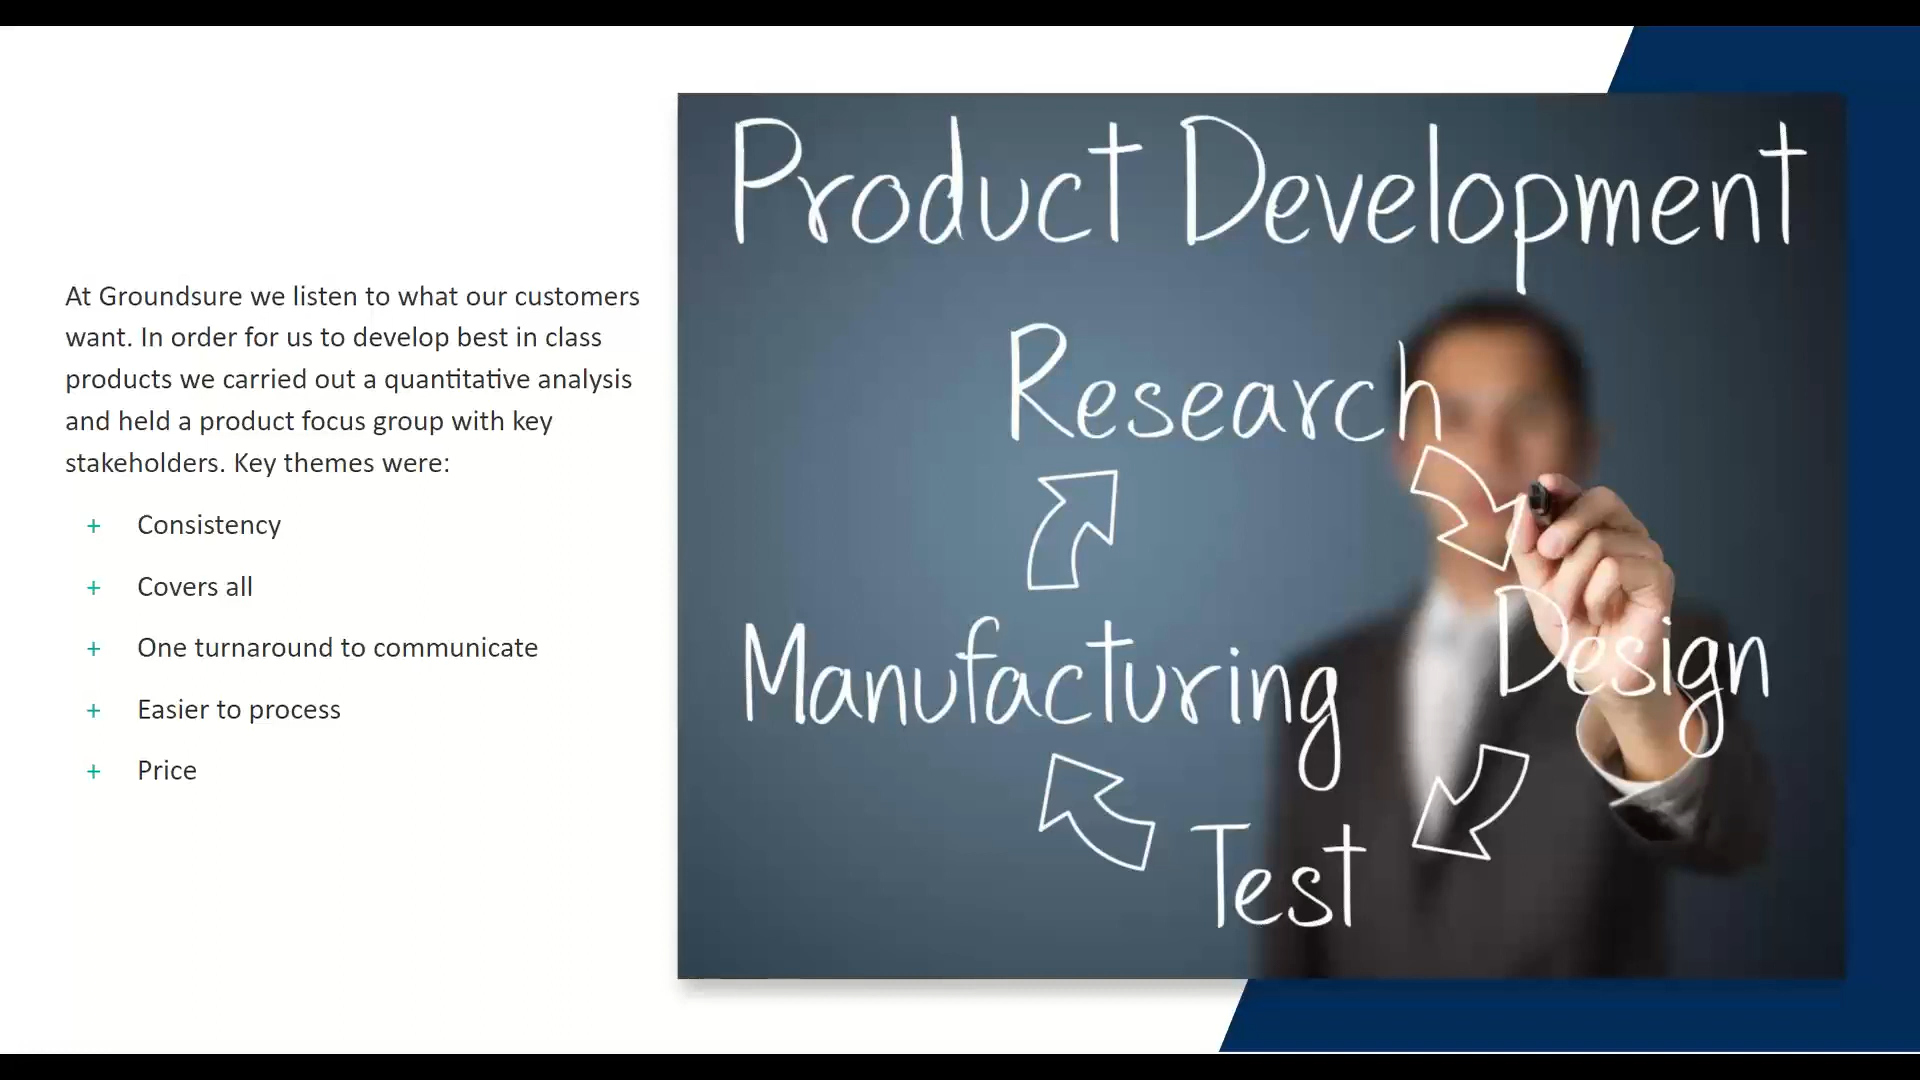 At Groundsure we listen to what our customers
want. In order for us to develop best in class
products we carried out a quantitative analysis
and held a product focus group with key
stakeholders. Key themes were:
+ Consistency
+ Covers all
+ One turnaround to communicate
+ Easier to process
+ Price
Product Development
Research
Design
Manufacturing
Test